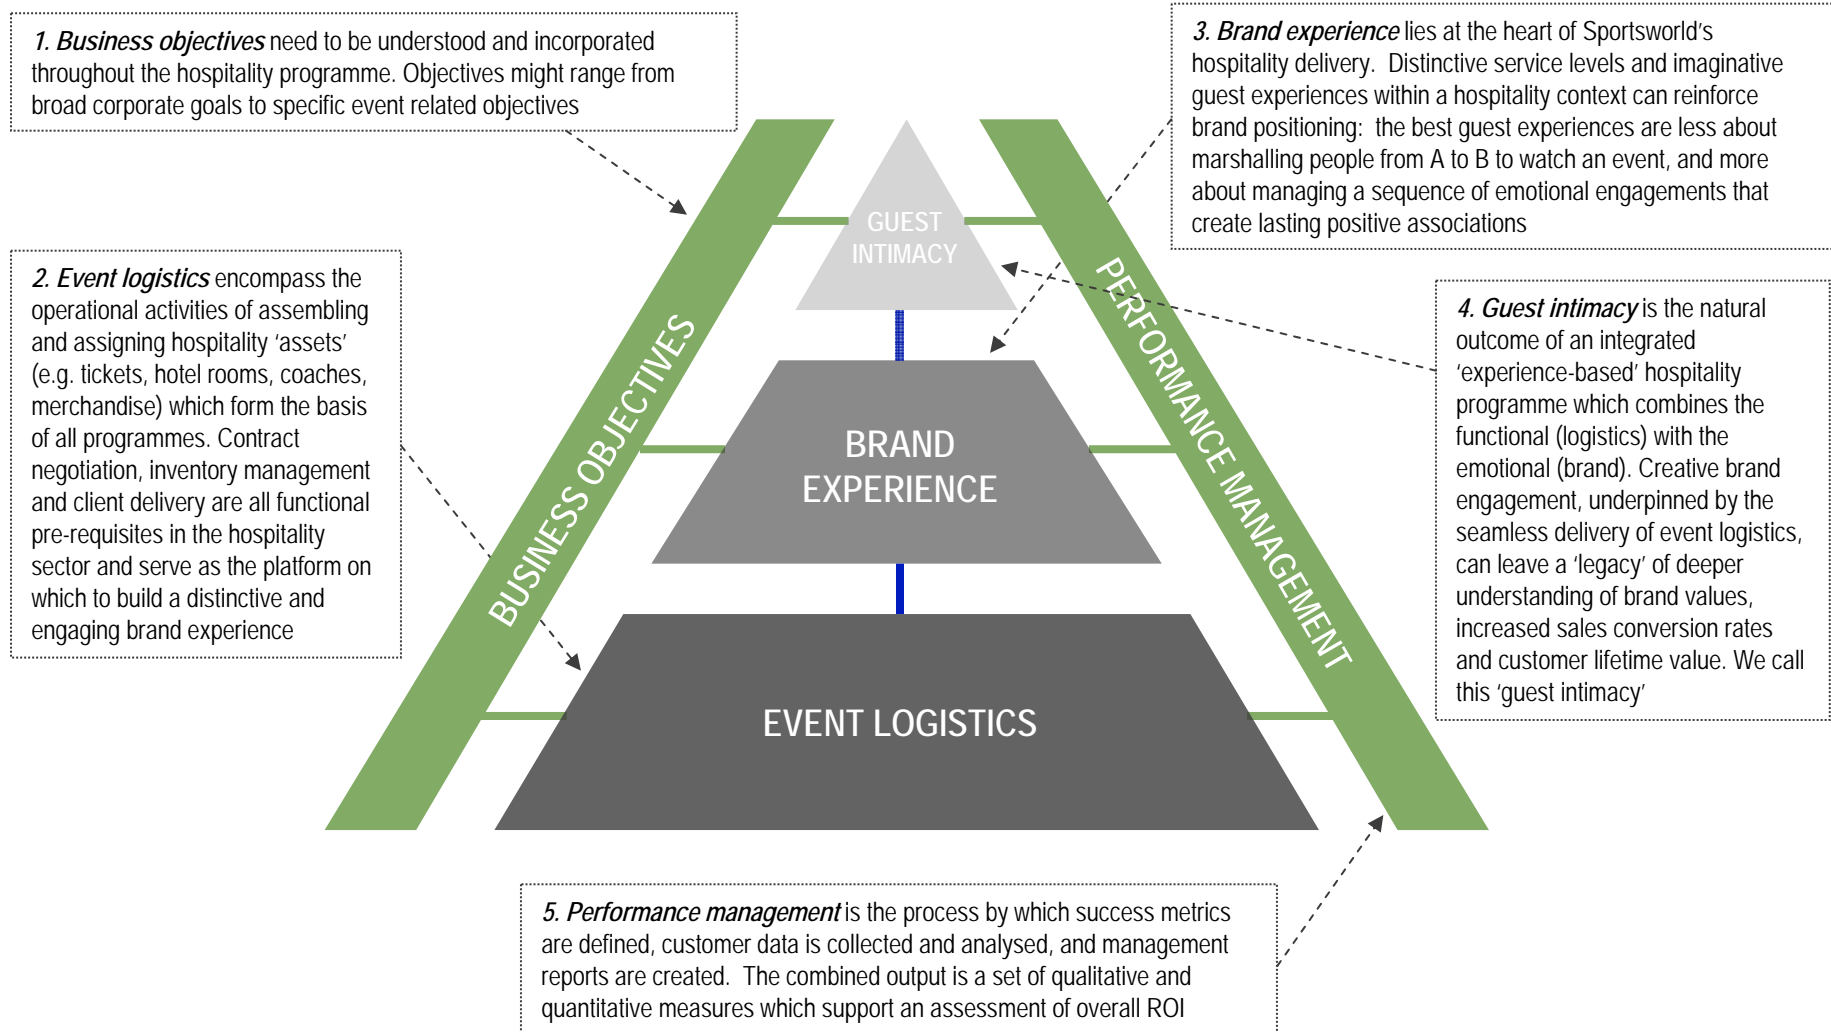 1. Business objectives need to be understood and incorporated
throughout the hospitality programme. Objectives might range from
broad corporate goals to specific event related objectives
2. Event logistics encompass the
operational activities of assembling
and assigning hospitality ‘assets’
(e.g. tickets, hotel rooms, coaches,
merchandise) which form the basis
of all programmes. Contract
negotiation, inventory management
and client delivery are all functional
pre-requisites in the hospitality
sector and serve as the platform on
which to build a distinctive and
engaging brand experience
BUSINESS OBJECTIVES
GUEST
INTIMACY
BRAND
EXPERIENCE
EVENT LOGISTICS
PERFORMANCE MANAGEMENT
3. Brand experience lies at the heart of Sportsworld’s
hospitality delivery. Distinctive service levels and imaginative
guest experiences within a hospitality context can reinforce
brand positioning: the best guest experiences are less about
marshalling people from A to B to watch an event, and more
about managing a sequence of emotional engagements that
create lasting positive associations
4. Guest intimacy is the natural
outcome of an integrated
‘experience-based’ hospitality
programme which combines the
functional (logistics) with the
emotional (brand). Creative brand
engagement, underpinned by the
seamless delivery of event logistics,
can leave a ‘legacy’ of deeper
understanding of brand values,
increased sales conversion rates
and customer lifetime value. We call
this ‘guest intimacy’
5. Performance management is the process by which success metrics
are defined, customer data is collected and analysed, and management
reports are created. The combined output is a set of qualitative and
quantitative measures which support an assessment of overall ROI